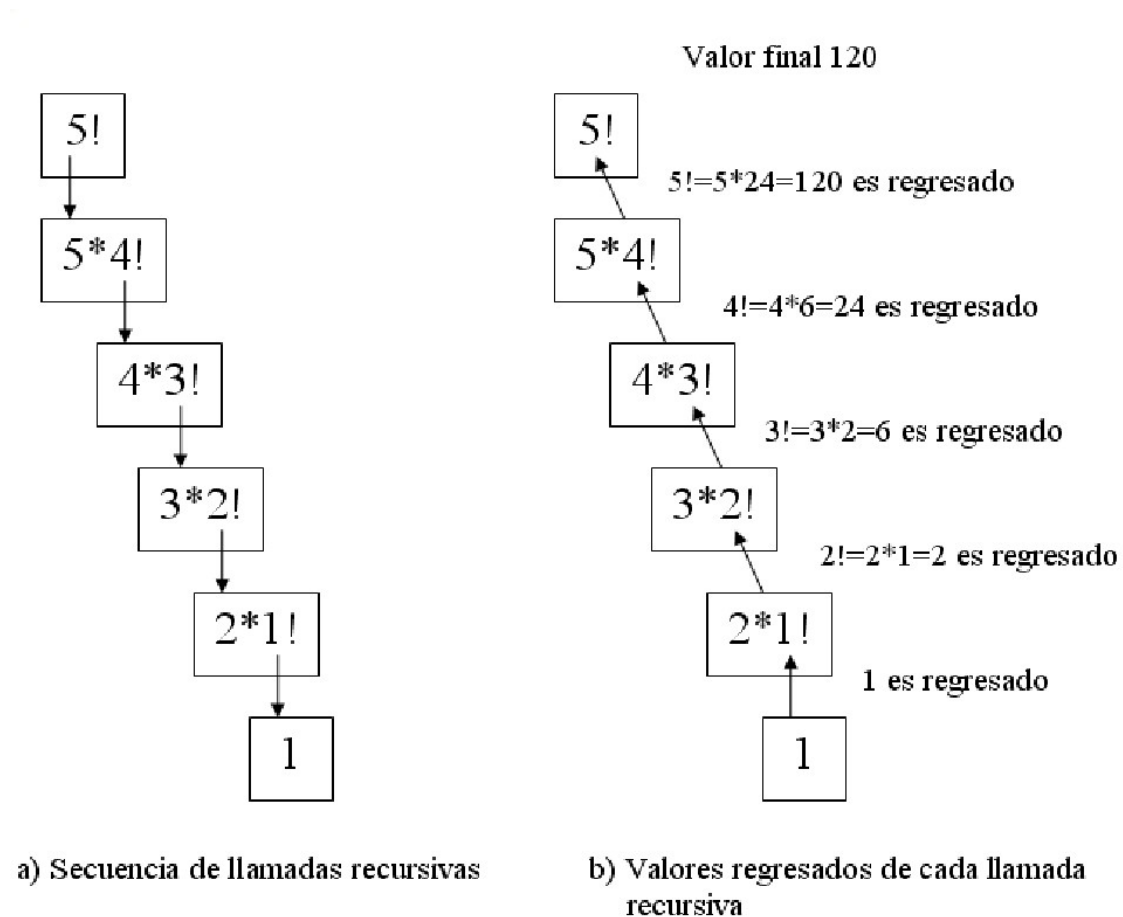 Valor final 120
5!
5*4!
4*3!
3*2!
2*1!
1
a) Secuencia de llamadas recursivas
5!
5!=5*24=120 es regresado
5*4!
4!=4*6=24 es regresado
4*3!
3!=3*2=6 es regresado
3*2!
2!=2*1=2 es regresado
2*1!
1 es regresado
1
b) Valores regresados de cada llamada
recursiva